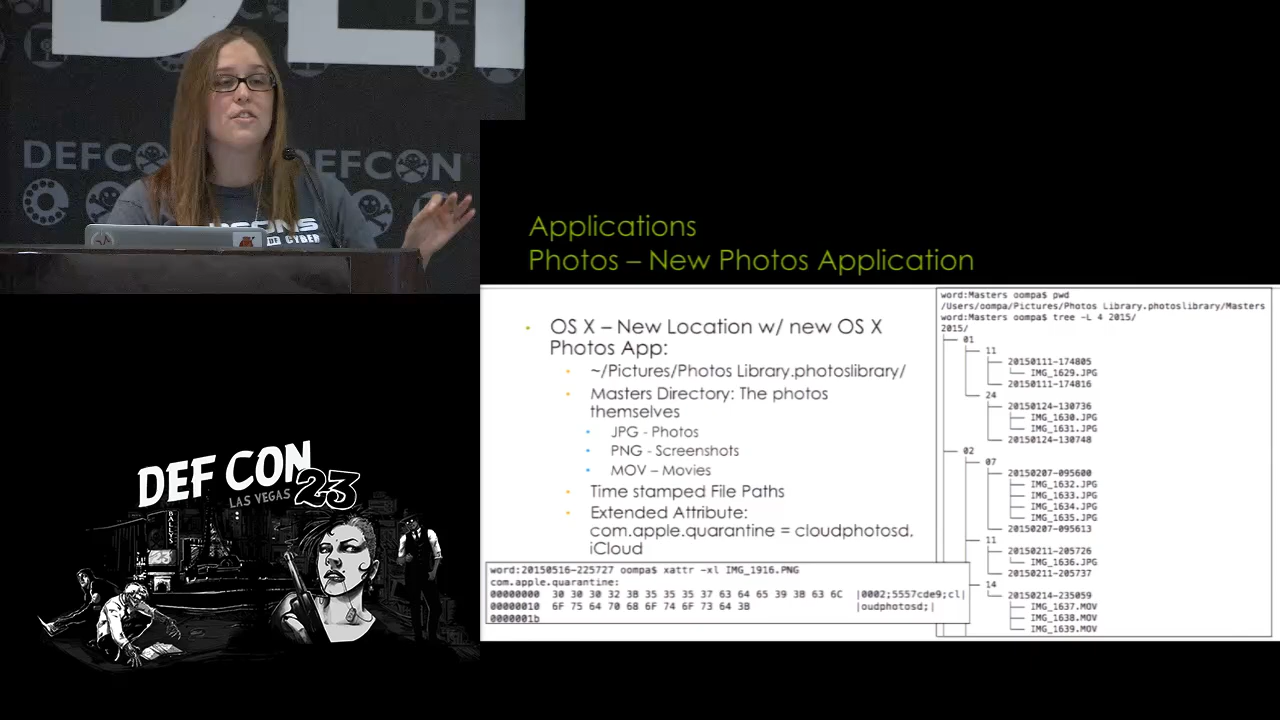 DE
DEFCON
DEFCON
OF CYBER
Applications
Photos – New Photos Application
• OS X – New Location w/ new OS X
Photos App:
• ~/Pictures/Photos Library.photoslibrary/
• Masters Directory: The photos
themselves
• JPG - Photos
• PNG - Screenshots
• MOV – Movies
• Time stamped File Paths
• Extended Attribute:
com.apple.quarantine = cloudphotosd,
iCloud
word:20150516-225727 oompa$ xattr -xl IMG_1916.PNG
com.apple.quarantine:
00000000 30 30 30 32 3B 35 35 35 37 63 64 65 39 3B 63 6C |0002;5557cde9;cl|
00000010 6F 75 64 70 68 6F 74 6F 73 64 3B |oudphotosd;|
0000001b
word:Masters oompa$ pwd
/Users/oompa/Pictures/Photos Library.photoslibrary/Masters
word:Masters oompa$ tree -L 4 2015/
2015/
├── 01
│   ├── 11
│   │   ├── 20150111-174805
│   │   │   └── IMG_1629.JPG
│   │   └── 20150111-174816
│   └── 24
│       ├── 20150124-130736
│       │   ├── IMG_1630.JPG
│       │   └── IMG_1631.JPG
│       └── 20150124-130748
├── 02
│   ├── 07
│   │   ├── 20150207-095600
│   │   │   ├── IMG_1632.JPG
│   │   │   ├── IMG_1633.JPG
│   │   │   ├── IMG_1634.JPG
│   │   │   └── IMG_1635.JPG
│   │   └── 20150207-095613
│   ├── 11
│   │   ├── 20150211-205726
│   │   │   └── IMG_1636.JPG
│   │   └── 20150211-205737
│   ├── 14
│   │   ├── 20150214-235059
│   │   │   ├── IMG_1637.MOV
│   │   │   ├── IMG_1638.MOV
│   │   │   └── IMG_1639.MOV
DEF CON 23
LAS VEGAS
BALLY'S
23